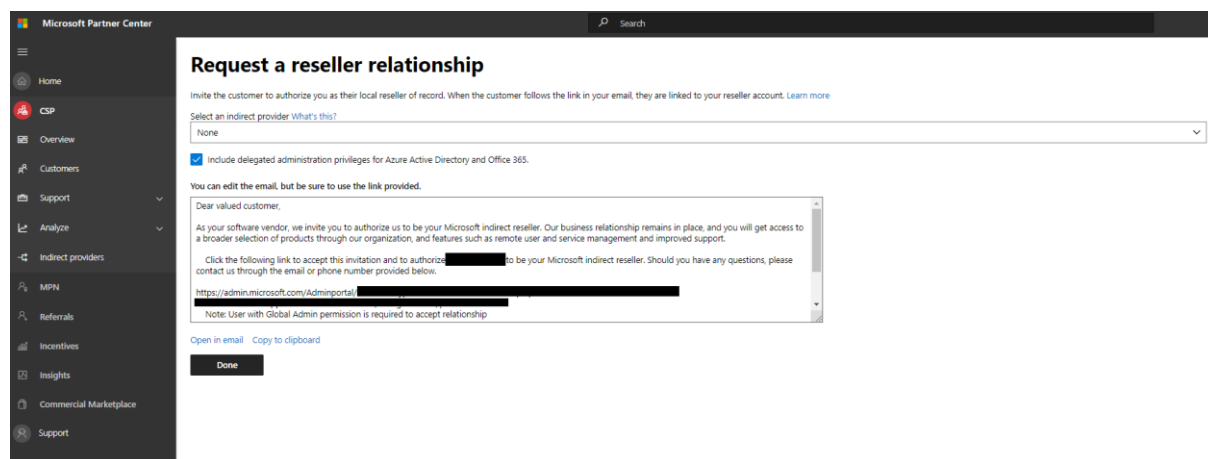 Microsoft Partner Center
Search
Home
CSP
Overview
Customers
Support
Analyze
Indirect providers
MPN
Referrals
Incentives
Insights
Commercial Marketplace
Support
Request a reseller relationship
Invite the customer to authorize you as their local reseller of record. When the customer follows the link in your email, they are linked to your reseller account. Learn more
Select an indirect provider What's this?
None
Include delegated administration privileges for Azure Active Directory and Office 365.
You can edit the email, but be sure to use the link provided.
Dear valued customer,
As your software vendor, we invite you to authorize us to be your Microsoft indirect reseller. Our business relationship remains in place, and you will get access to
a broader selection of products through our organization, and features such as remote user and service management and improved support.
Click the following link to accept this invitation and to authorize to be your Microsoft indirect reseller. Should you have any questions, please
contact us through the email or phone number provided below.
https://admin.microsoft.com/Adminportal/
Note: User with Global Admin permission is required to accept relationship
Open in email Copy to clipboard
Done